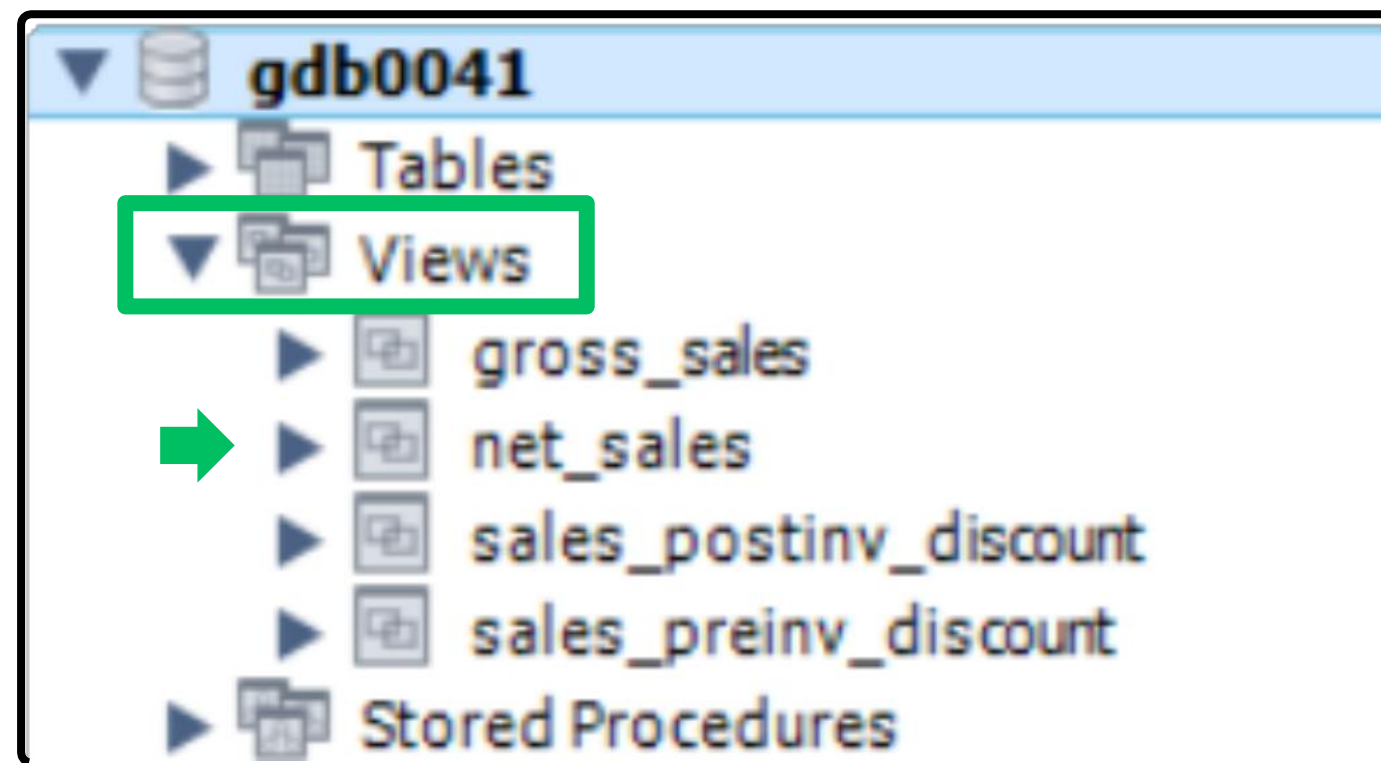 gdb0041
Tables
Views
gross_sales
net_sales
sales_postinv_discount
sales_preinv_discount
Stored Procedures